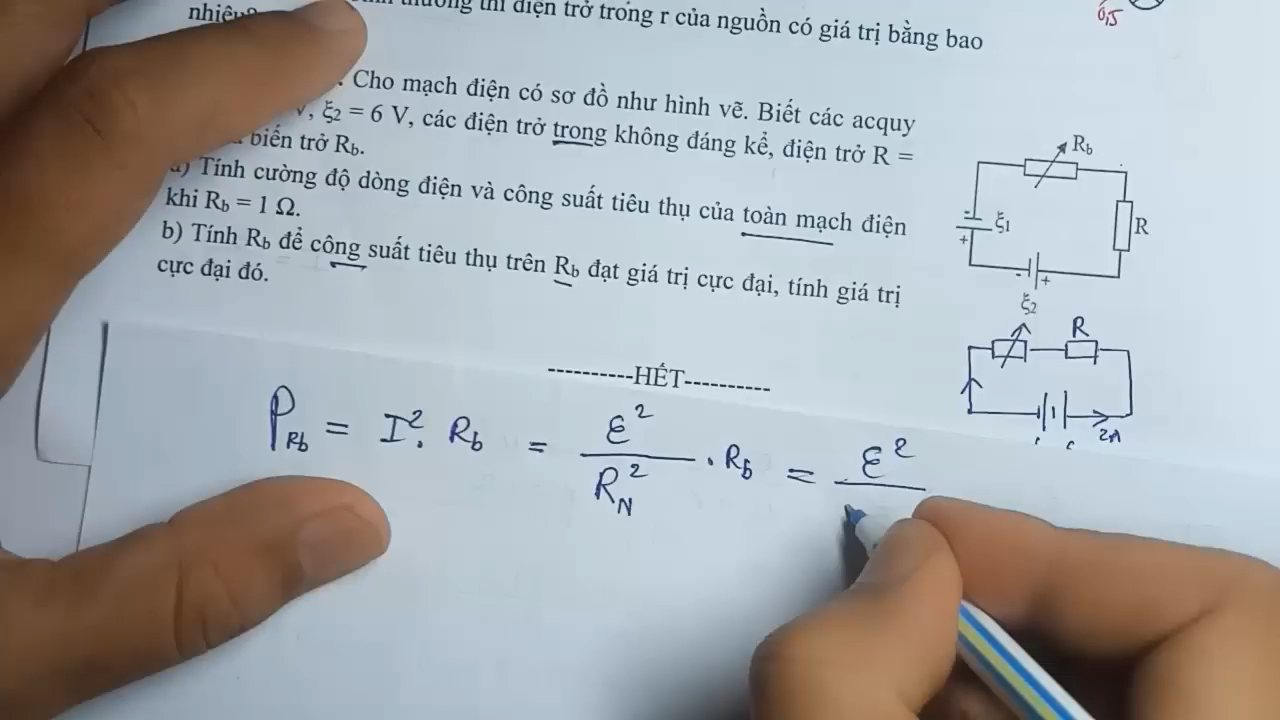 thường thì điện trở trong r của nguồn có giá trị bằng bao
nhiêu?
Cho mạch điện có sơ đồ như hình vẽ. Biết các acquy
V, ξ2 = 6 V, các điện trở trong không đáng kể, điện trở R =
biến trở Rb.
a) Tính cường độ dòng điện và công suất tiêu thụ của toàn mạch điện
khi Rb = 1 Ω.
b) Tính Rb để công suất tiêu thụ trên Rb đạt giá trị cực đại, tính giá trị
cực đại đó.
----------HẾT----------
0,5
Rb
R
ξ1
- +
- +
ξ2
R
2A
P_Rb = I². Rb = ε²/R_N² . Rb = ε²